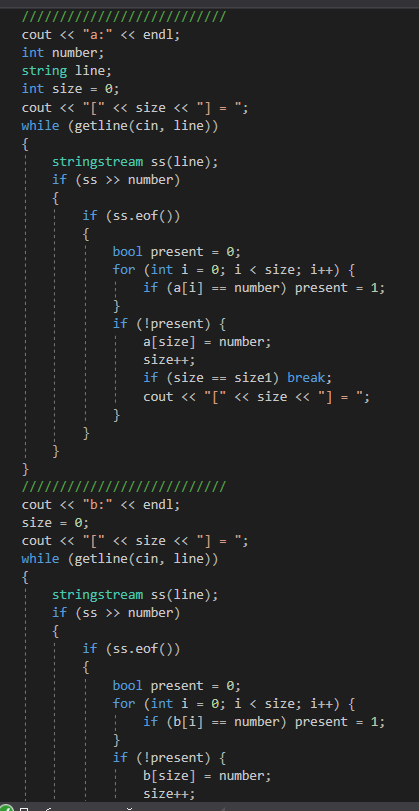 ////////////////////////////
cout << "a:" << endl;
int number;
string line;
int size = 0;
cout << "[" << size << "] = ";
while (getline(cin, line))
{
    stringstream ss(line);
    if (ss >> number)
    {
        if (ss.eof())
        {
            bool present = 0;
            for (int i = 0; i < size; i++) {
                if (a[i] == number) present = 1;
            }
            if (!present) {
                a[size] = number;
                size++;
                if (size == size1) break;
                cout << "[" << size << "] = ";
            }
        }
    }
}
////////////////////////////
cout << "b:" << endl;
size = 0;
cout << "[" << size << "] = ";
while (getline(cin, line))
{
    stringstream ss(line);
    if (ss >> number)
    {
        if (ss.eof())
        {
            bool present = 0;
            for (int i = 0; i < size; i++) {
                if (b[i] == number) present = 1;
            }
            if (!present) {
                b[size] = number;
                size++;